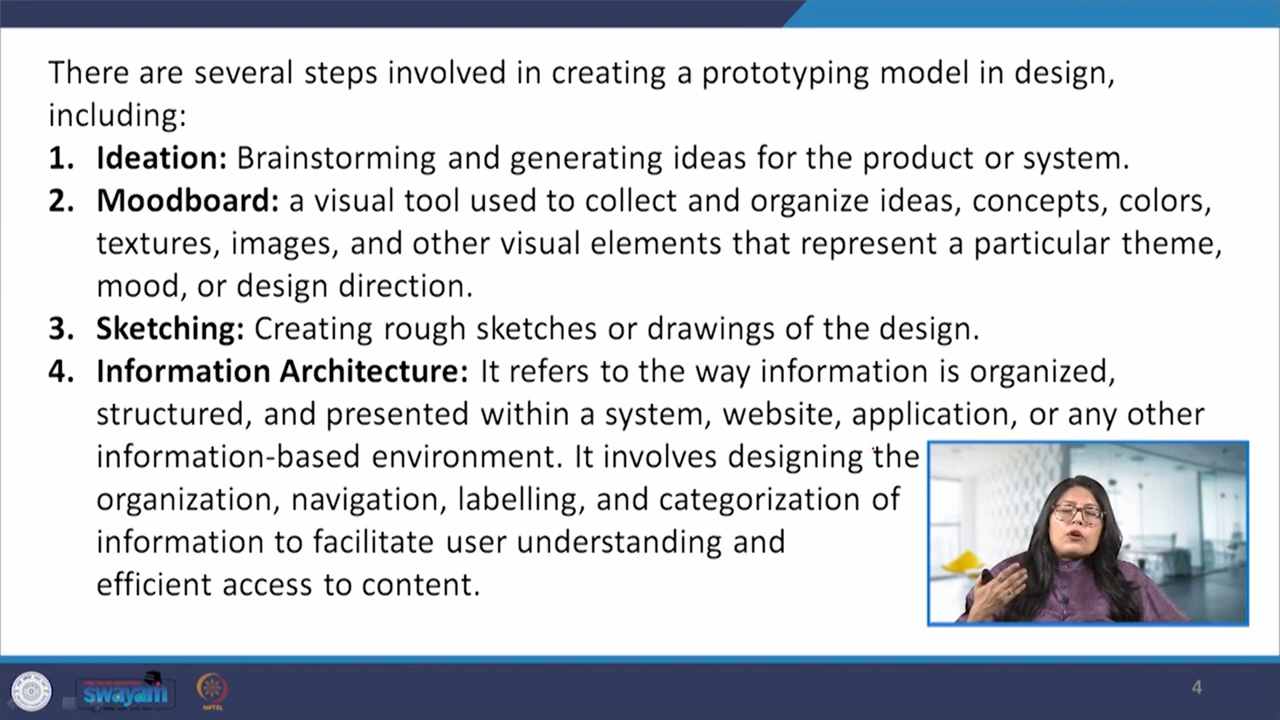 There are several steps involved in creating a prototyping model in design,
including:
1. Ideation: Brainstorming and generating ideas for the product or system.
2. Moodboard: a visual tool used to collect and organize ideas, concepts, colors,
textures, images, and other visual elements that represent a particular theme,
mood, or design direction.
3. Sketching: Creating rough sketches or drawings of the design.
4. Information Architecture: It refers to the way information is organized,
structured, and presented within a system, website, application, or any other
information-based environment. It involves designing the
organization, navigation, labelling, and categorization of
information to facilitate user understanding and
efficient access to content.
swayam
NPTEL
4